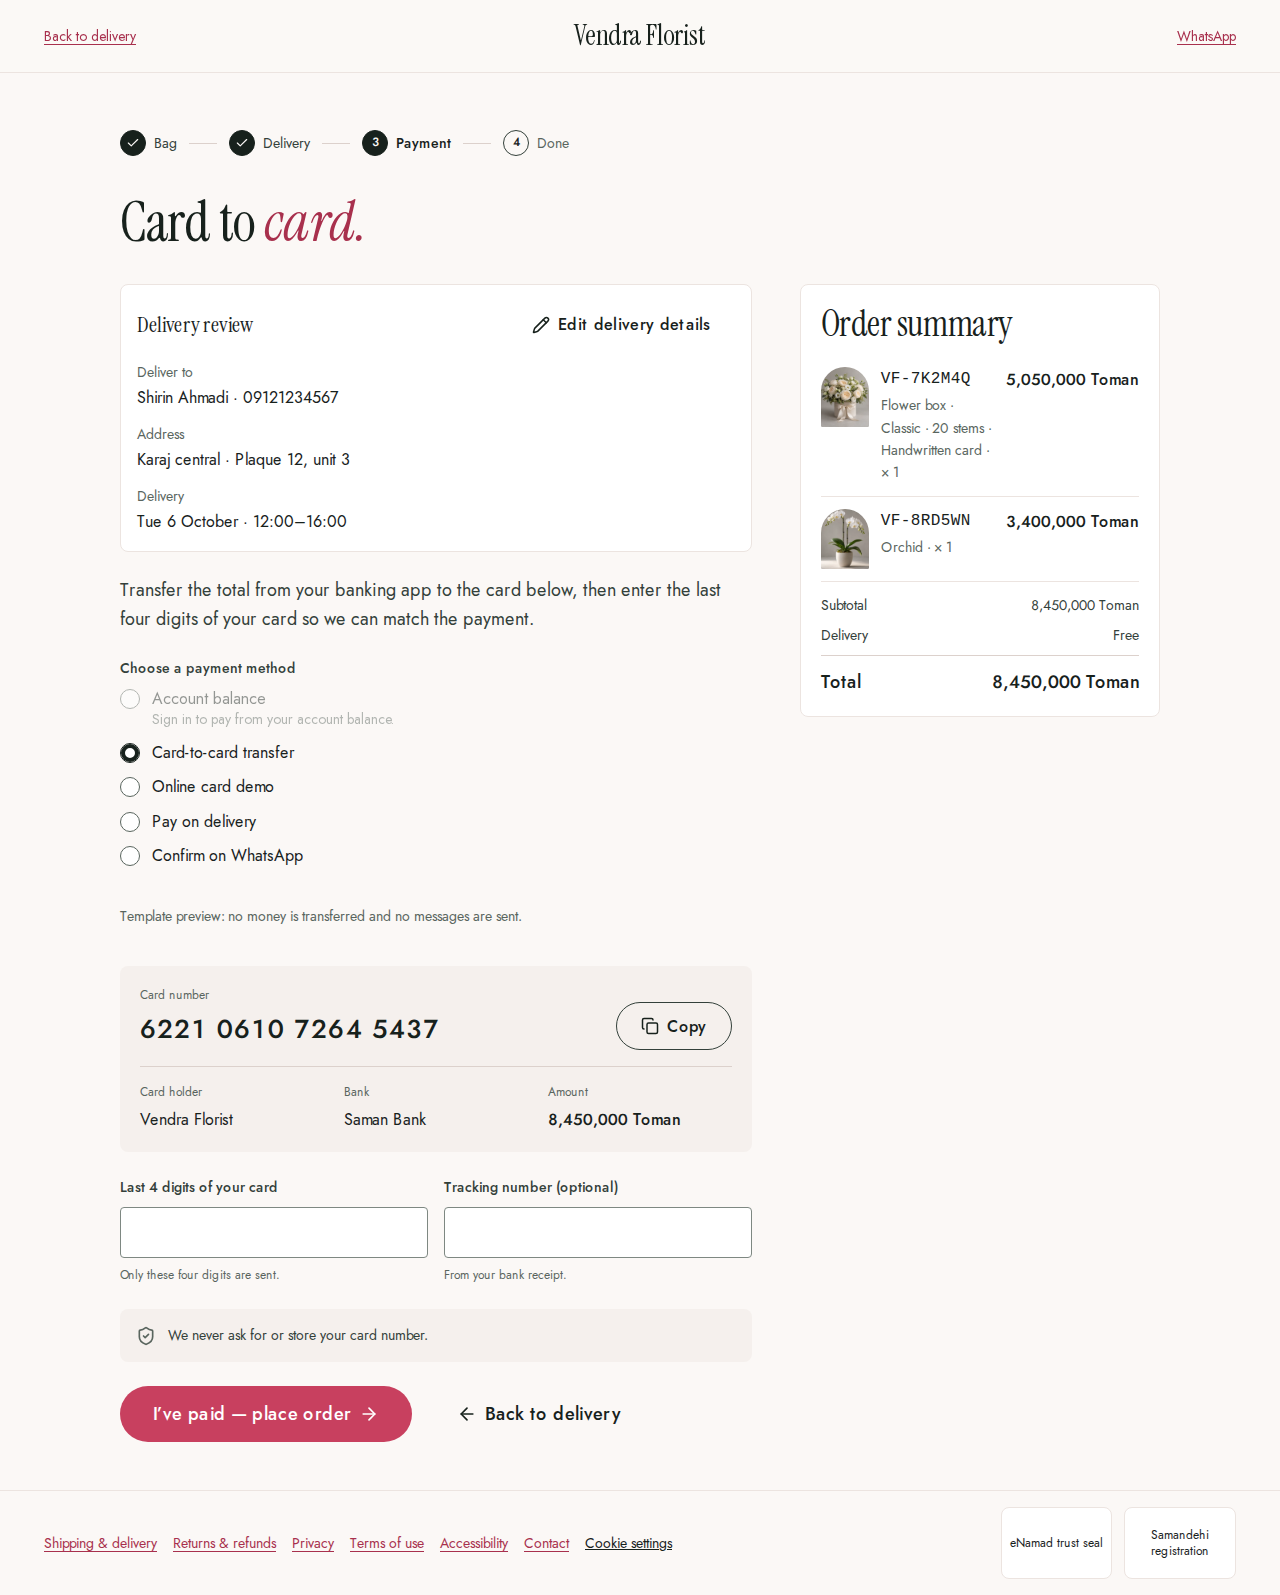 Back to delivery
Vendra Florist
WhatsApp
Bag
Delivery
3 Payment
4 Done
Card to card.
Delivery review
Edit delivery details
Deliver to
Shirin Ahmadi · 09121234567
Address
Karaj central · Plaque 12, unit 3
Delivery
Tue 6 October · 12:00–16:00
Order summary
VF-7K2M4Q
5,050,000 Toman
Flower box ·
Classic · 20 stems ·
Handwritten card ·
× 1
VF-8RD5WN
3,400,000 Toman
Orchid · × 1
Subtotal
8,450,000 Toman
Delivery
Free
Total
8,450,000 Toman
Transfer the total from your banking app to the card below, then enter the last
four digits of your card so we can match the payment.
Choose a payment method
Account balance
Sign in to pay from your account balance.
Card-to-card transfer
Online card demo
Pay on delivery
Confirm on WhatsApp
Template preview: no money is transferred and no messages are sent.
Card number
6221 0610 7264 5437
Copy
Card holder
Vendra Florist
Bank
Saman Bank
Amount
8,450,000 Toman
Last 4 digits of your card
Only these four digits are sent.
Tracking number (optional)
From your bank receipt.
We never ask for or store your card number.
I’ve paid — place order
Back to delivery
Shipping & delivery
Returns & refunds
Privacy
Terms of use
Accessibility
Contact
Cookie settings
eNamad trust seal
Samandehi
registration